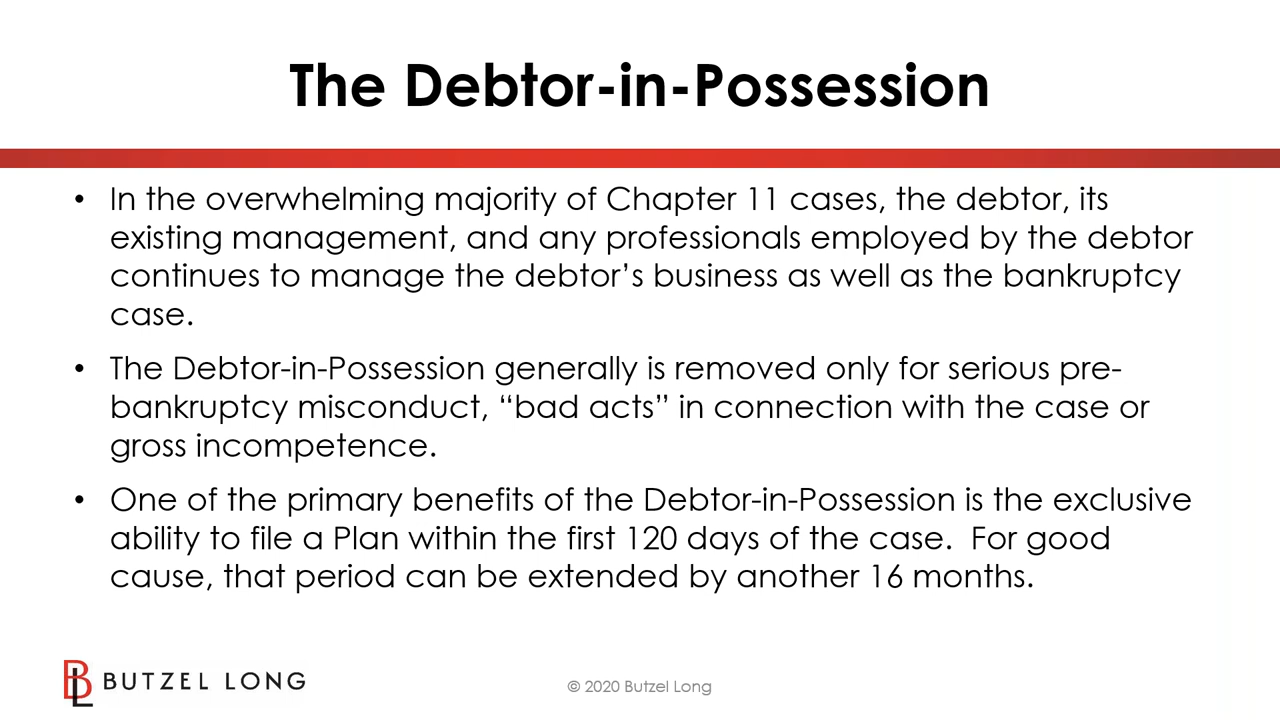 The Debtor-in-Possession
• In the overwhelming majority of Chapter 11 cases, the debtor, its
existing management, and any professionals employed by the debtor
continues to manage the debtor’s business as well as the bankruptcy
case.
• The Debtor-in-Possession generally is removed only for serious pre-
bankruptcy misconduct, “bad acts” in connection with the case or
gross incompetence.
• One of the primary benefits of the Debtor-in-Possession is the exclusive
ability to file a Plan within the first 120 days of the case.  For good
cause, that period can be extended by another 16 months.
BL BUTZEL LONG
© 2020 Butzel Long